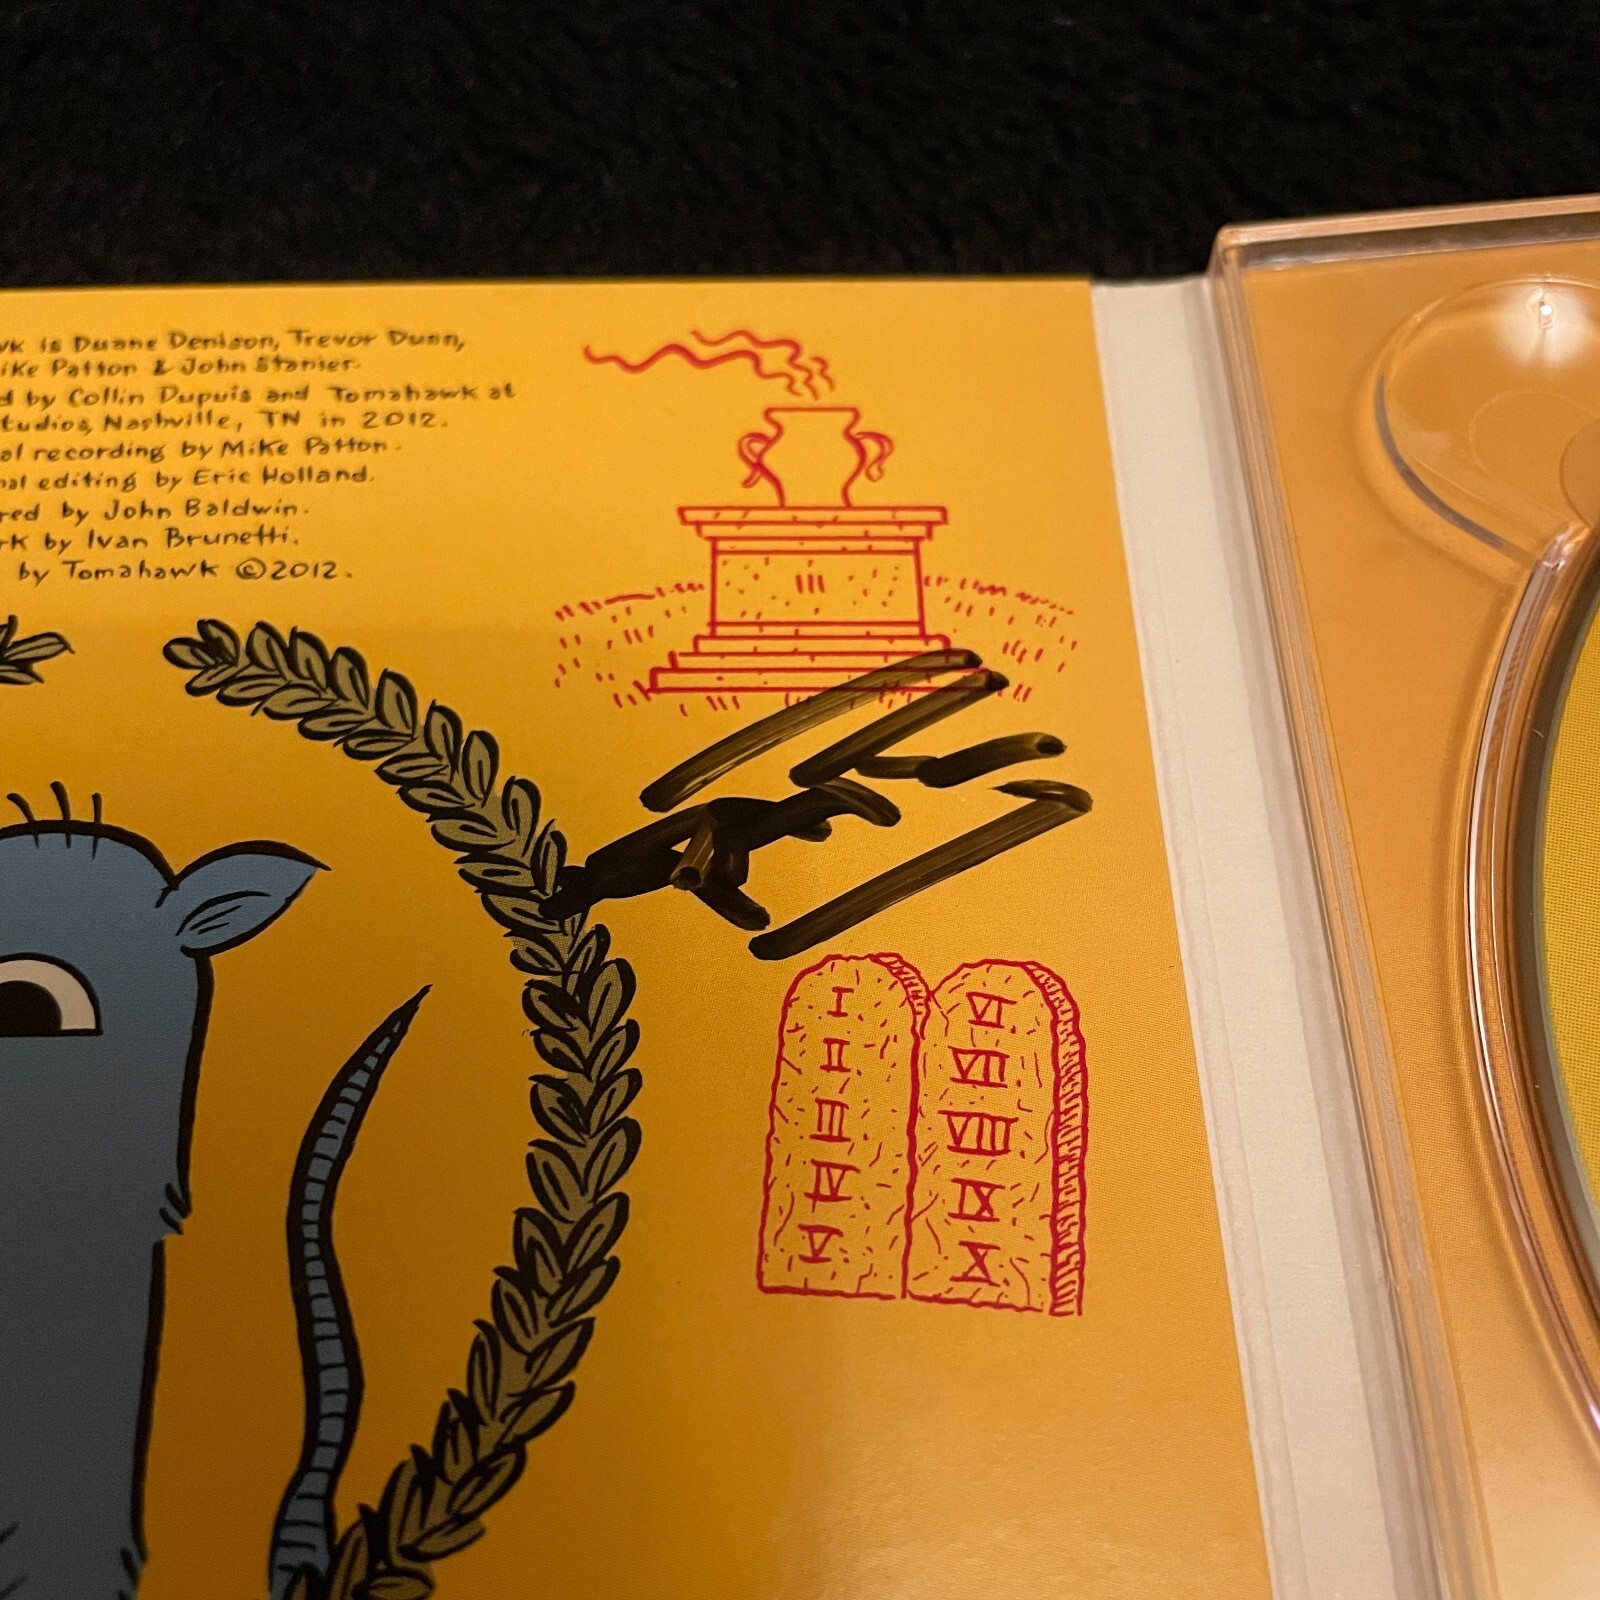 wk is Duane Denison, Trevor Dunn,
ike Patton & John Stanier.
d by Collin Dupuis and Tomahawk at
tudios, Nashville, TN in 2012.
al recording by Mike Patton.
nal editing by Eric Holland.
red by John Baldwin.
rk by Ivan Brunetti.
by Tomahawk ©2012.
III
I
II
III
IV
V
VI
VII
VIII
IX
X